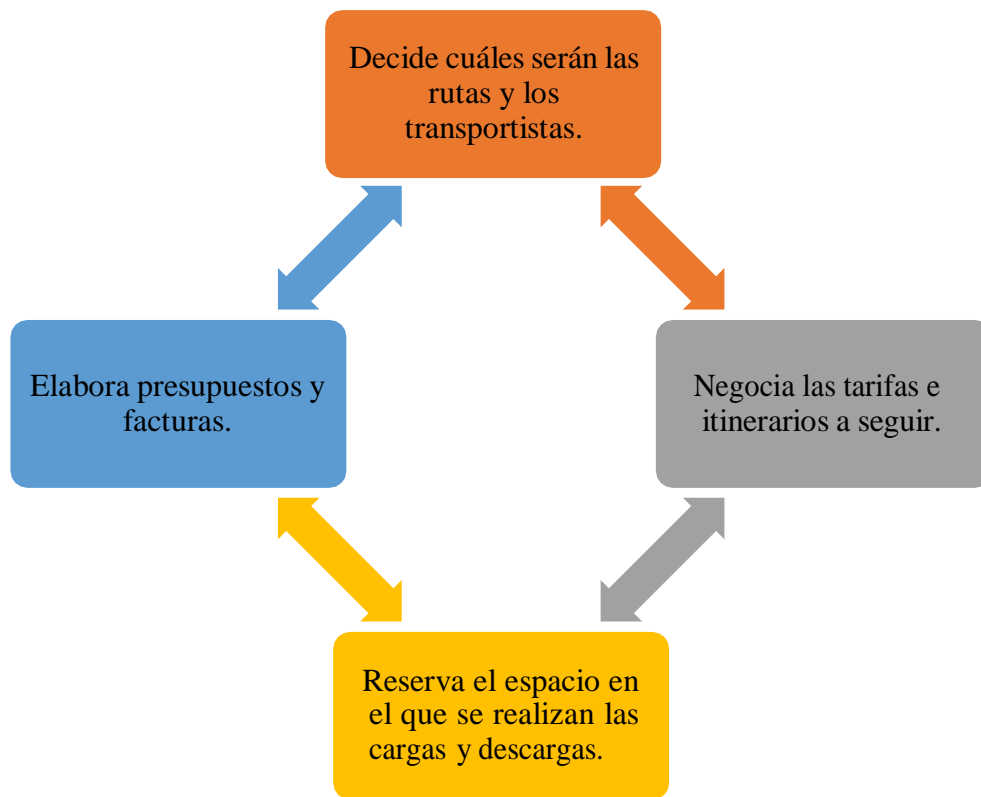 Decide cuáles serán las
rutas y los
transportistas.
Elabora presupuestos y
facturas.
Negocia las tarifas e
itinerarios a seguir.
Reserva el espacio en
el que se realizan las
cargas y descargas.